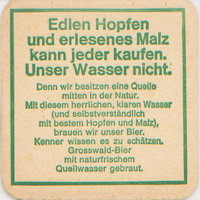 Edlen Hopfen
und erlesenes Malz
kann jeder kaufen.
Unser Wasser nicht.
Denn wir besitzen eine Quelle
mitten in der Natur.
Mit diesem herrlichen, klaren Wasser
(und selbstverständlich
mit bestem Hopfen und Malz),
brauen wir unser Bier.
Kenner wissen es zu schätzen.
Grosswald-Bier
mit naturfrischem
Quellwasser gebraut.